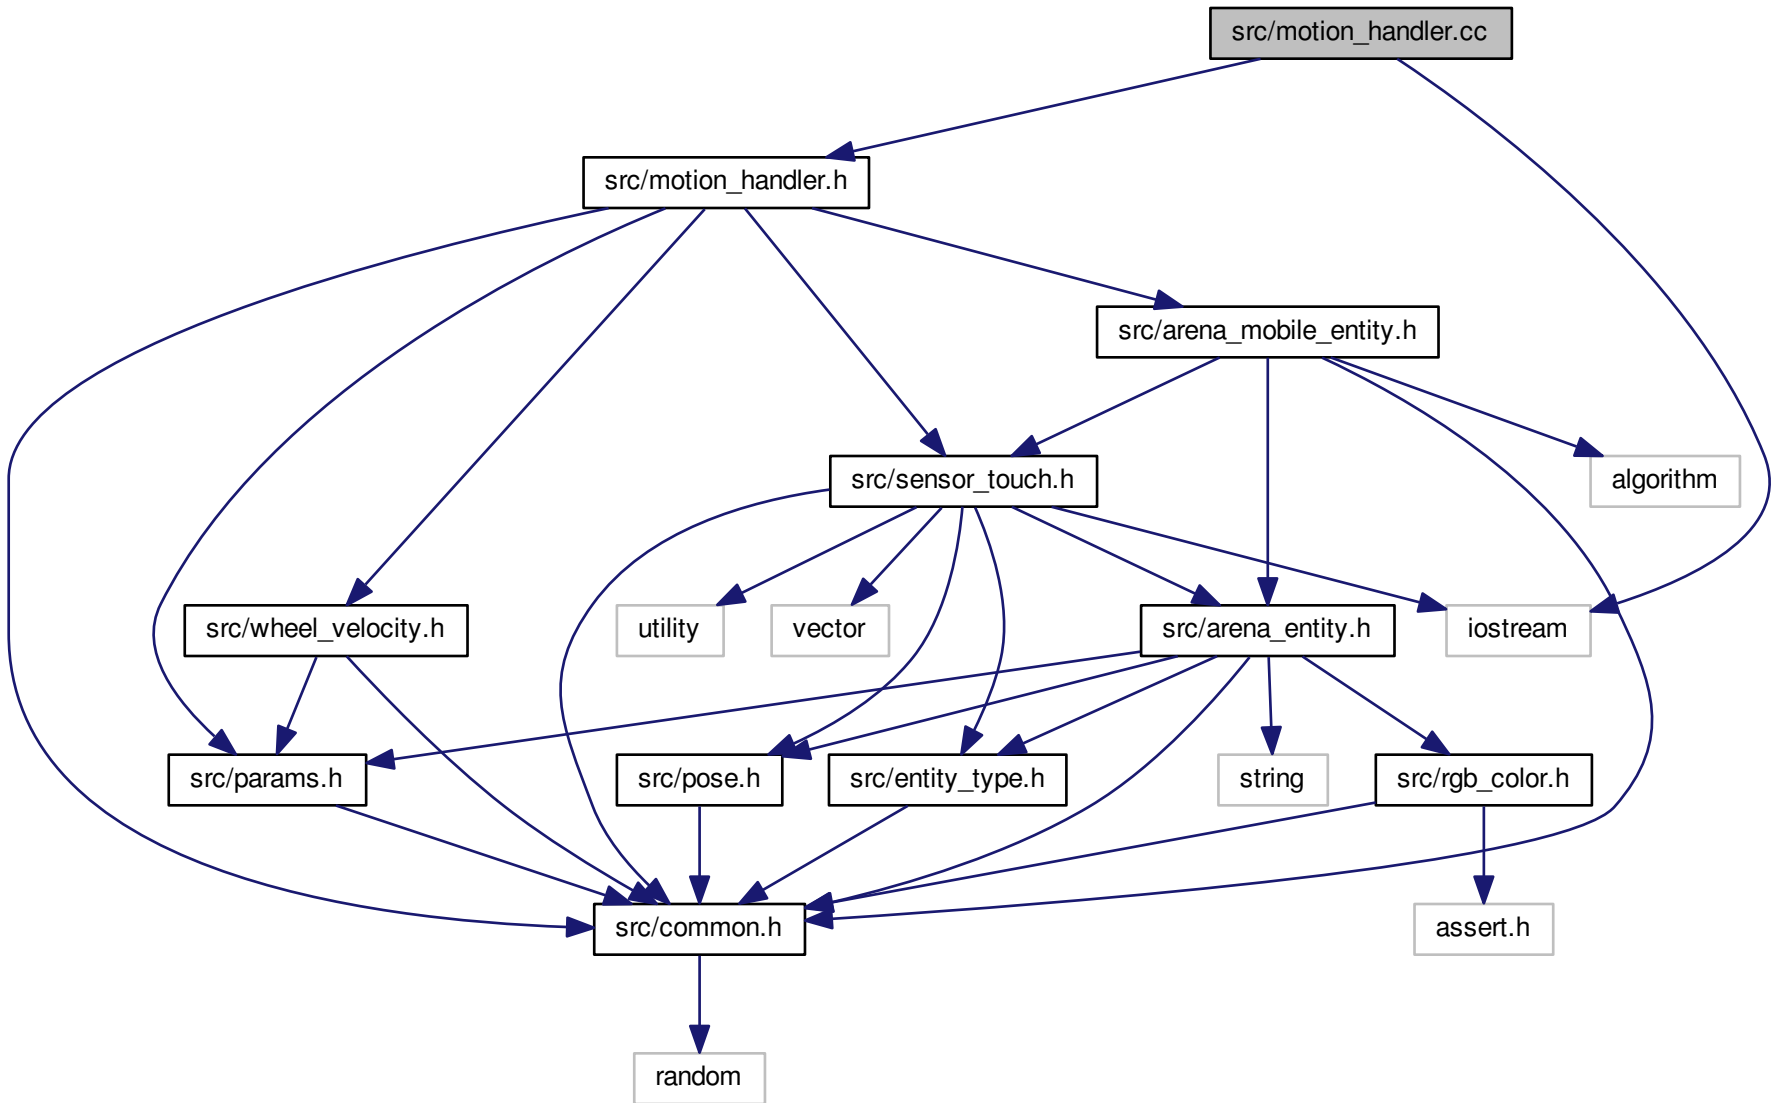 src/motion_handler.cc
src/motion_handler.h
src/arena_mobile_entity.h
src/sensor_touch.h
algorithm
src/wheel_velocity.h
utility
vector
src/arena_entity.h
iostream
src/params.h
src/pose.h
src/entity_type.h
string
src/rgb_color.h
src/common.h
assert.h
random